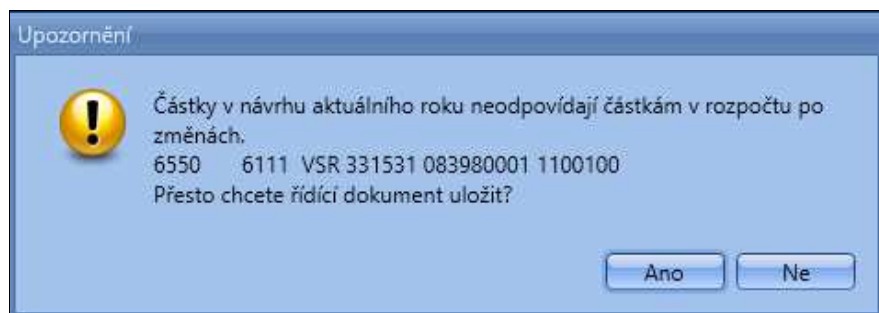 Upozornění
Částky v návrhu aktuálního roku neodpovídají částkám v rozpočtu po
změnách.
6550 6111 VSR 331531 083980001 1100100
Přesto chcete řídící dokument uložit?
Ano Ne